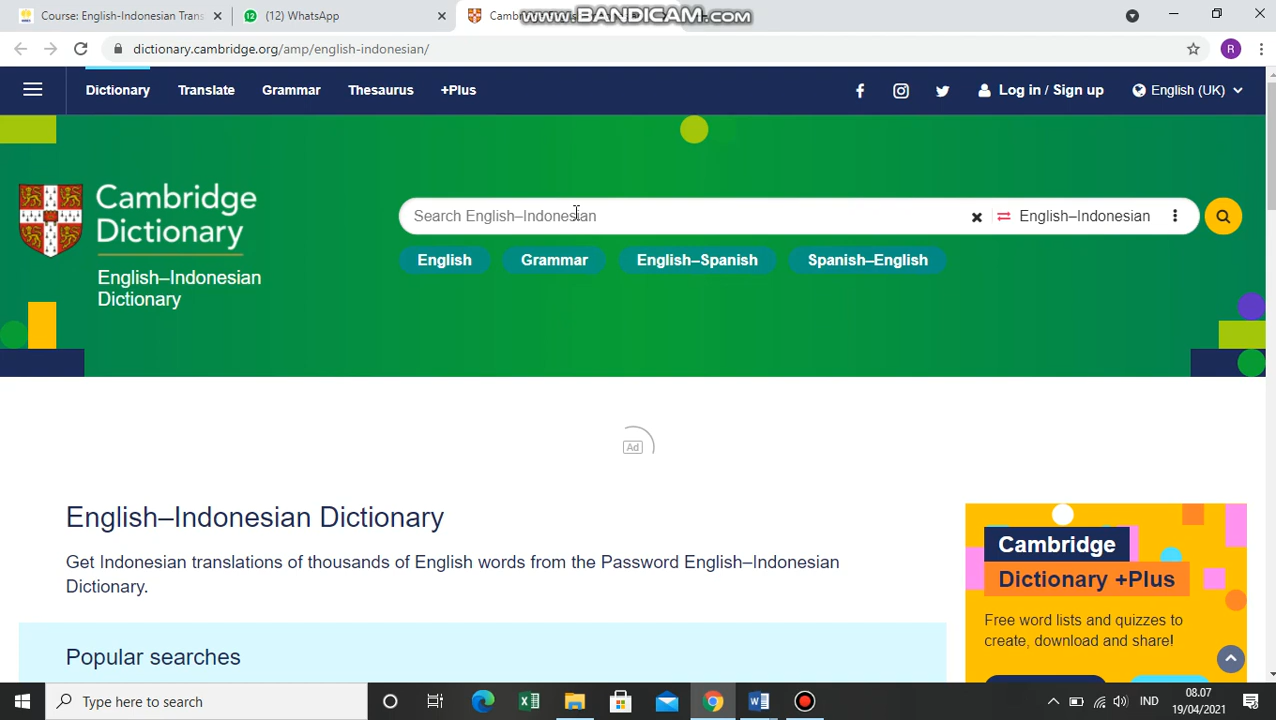 Course: English-Indonesian Trans
(12) WhatsApp
Camb
www.BANDICAM.com
dictionary.cambridge.org/amp/english-indonesian/
R
Dictionary
Translate
Grammar
Thesaurus
+Plus
Log in / Sign up
English (UK)
Cambridge
Dictionary
English–Indonesian
Dictionary
Search English–Indonesian
English–Indonesian
English
Grammar
English–Spanish
Spanish–English
Ad
English–Indonesian Dictionary
Get Indonesian translations of thousands of English words from the Password English–Indonesian
Dictionary.
Popular searches
Cambridge
Dictionary +Plus
Free word lists and quizzes to
create, download and share!
Type here to search
IND
08.07
19/04/2021